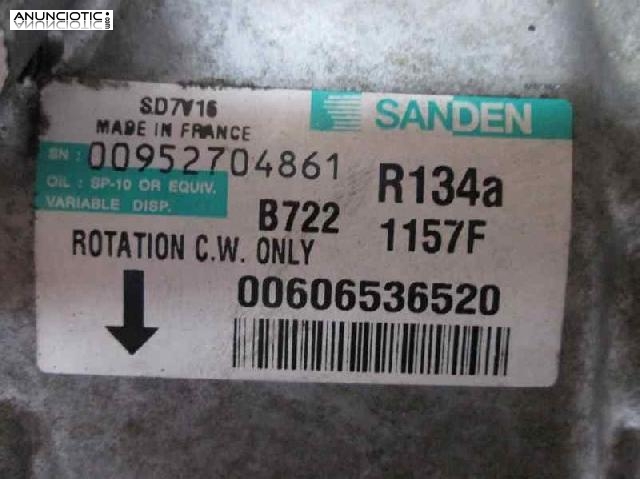 ANUNCIOTIC.com
SD7V16
MADE IN FRANCE
SANDEN
SN: 00952704861
OIL: SP-10 OR EQUIV.
VARIABLE DISP.
R134a
B722
1157F
ROTATION C.W. ONLY
00606536520